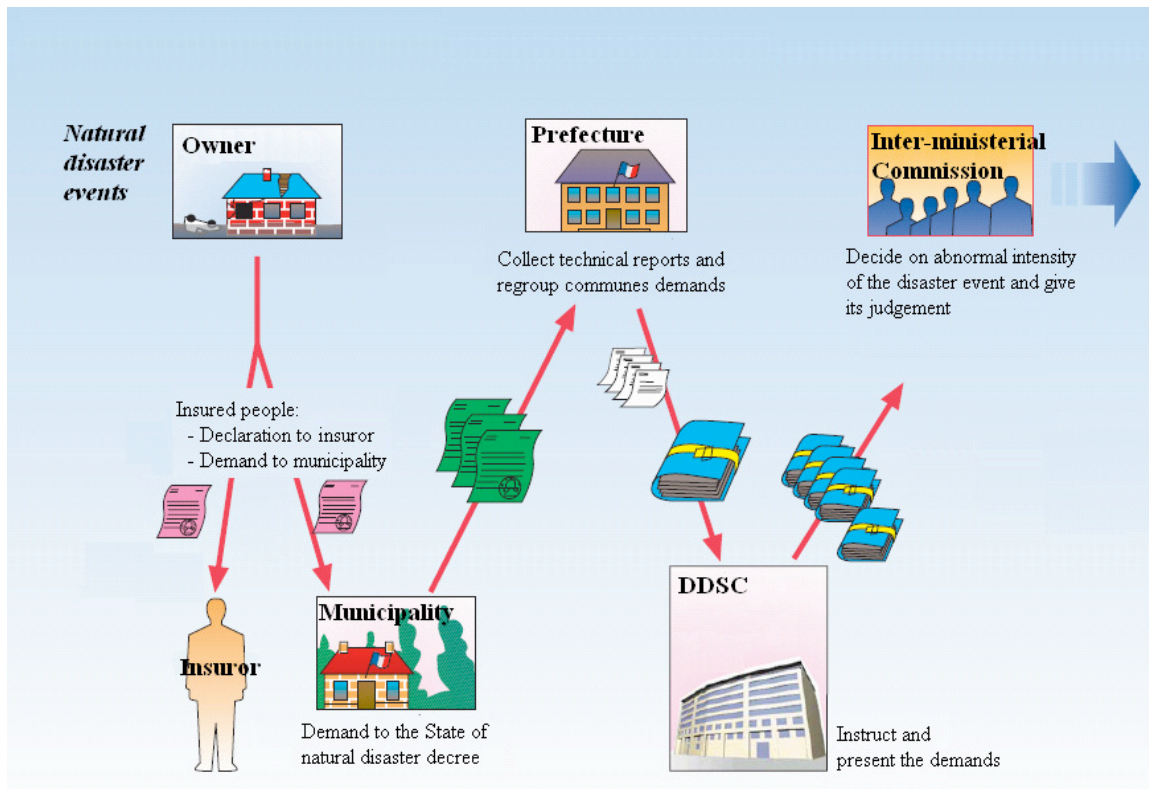 Natural
disaster
events
Owner
Insured people:
- Declaration to insuror
- Demand to municipality
Insuror
Municipality
Demand to the State of
natural disaster decree
Prefecture
Collect technical reports and
regroup communes demands
DDSC
Instruct and
present the demands
Inter-ministerial
Commission
Decide on abnormal intensity
of the disaster event and give
its judgement